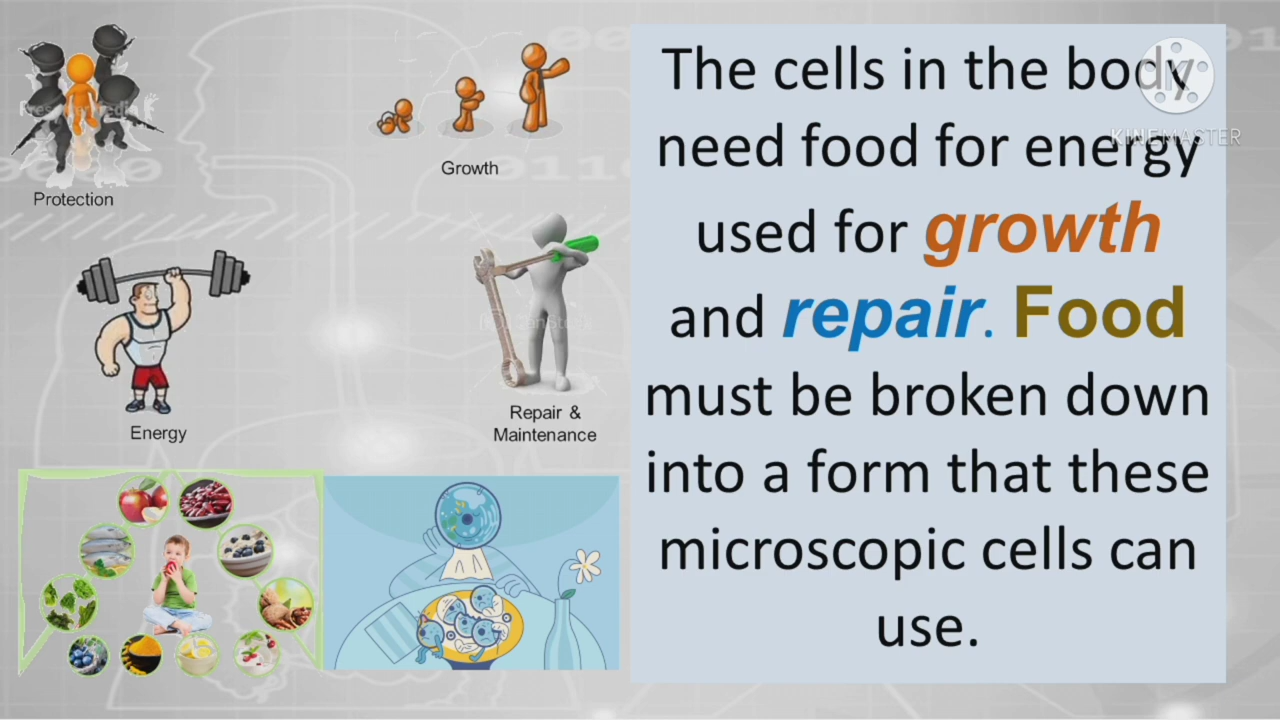 Protection
Growth
Energy
Repair &
Maintenance
The cells in the body
need food for energy
used for growth
and repair. Food
must be broken down
into a form that these
microscopic cells can
use.
KINEMASTER